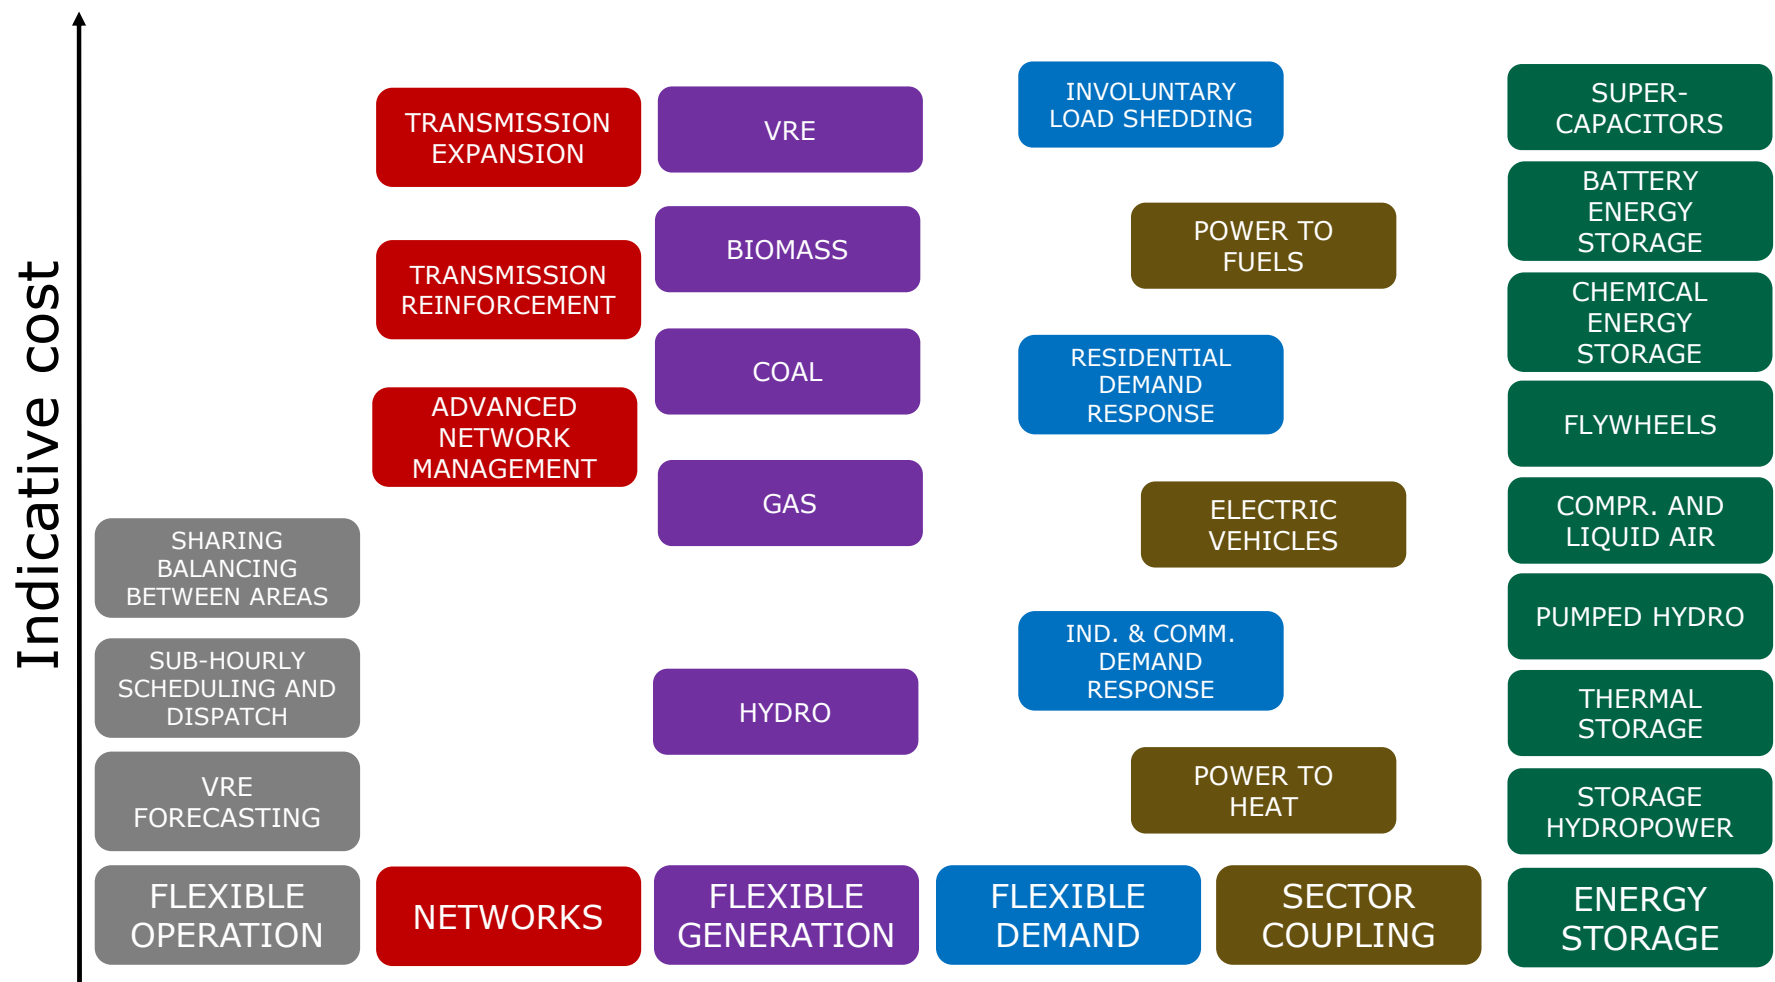 Indicative cost
SHARING
BALANCING
BETWEEN AREAS
SUB-HOURLY
SCHEDULING AND
DISPATCH
VRE
FORECASTING
FLEXIBLE
OPERATION
TRANSMISSION
EXPANSION
TRANSMISSION
REINFORCEMENT
ADVANCED
NETWORK
MANAGEMENT
NETWORKS
VRE
BIOMASS
COAL
GAS
HYDRO
FLEXIBLE
GENERATION
INVOLUNTARY
LOAD SHEDDING
RESIDENTIAL
DEMAND
RESPONSE
IND. & COMM.
DEMAND
RESPONSE
FLEXIBLE
DEMAND
POWER TO
FUELS
ELECTRIC
VEHICLES
POWER TO
HEAT
SECTOR
COUPLING
SUPER-
CAPACITORS
BATTERY
ENERGY
STORAGE
CHEMICAL
ENERGY
STORAGE
FLYWHEELS
COMPR. AND
LIQUID AIR
PUMPED HYDRO
THERMAL
STORAGE
STORAGE
HYDROPOWER
ENERGY
STORAGE